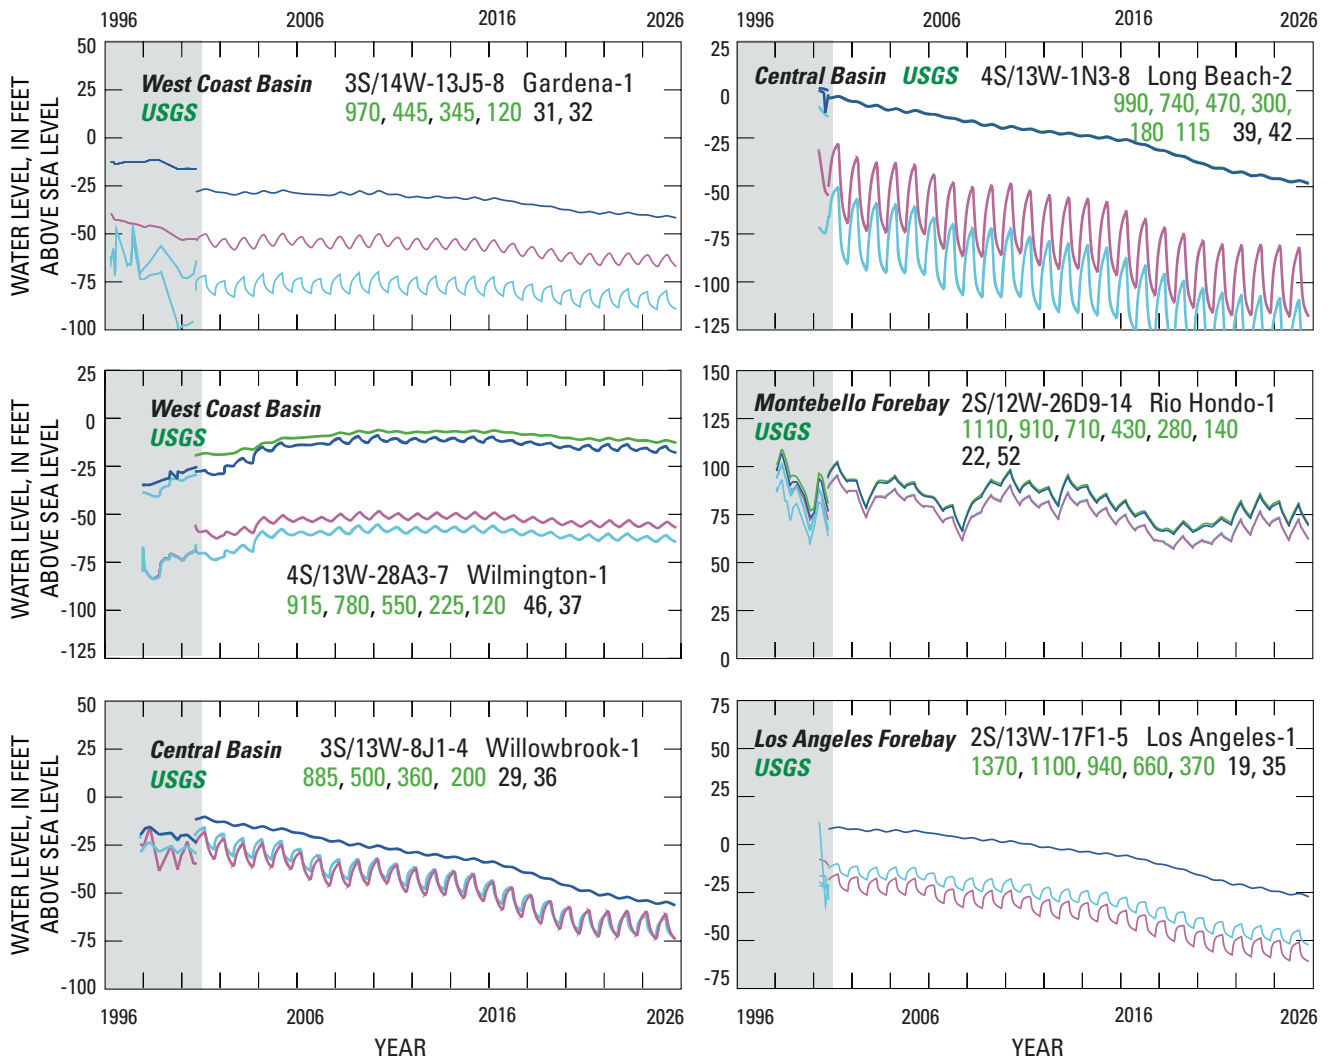 1996 2006 2016 2026
1996 2006 2016 2026
WATER LEVEL, IN FEET
ABOVE SEA LEVEL
50
25
0
-25
-50
-75
-100
West Coast Basin 3S/14W-13J5-8 Gardena-1
USGS 970, 445, 345, 120 31, 32
25
0
-25
-50
-75
-100
-125
Central Basin USGS 4S/13W-1N3-8 Long Beach-2
990, 740, 470, 300,
180 115 39, 42
WATER LEVEL, IN FEET
ABOVE SEA LEVEL
25
0
-25
-50
-75
-100
-125
West Coast Basin
USGS
4S/13W-28A3-7 Wilmington-1
915, 780, 550, 225,120 46, 37
150
125
100
75
50
25
0
Montebello Forebay 2S/12W-26D9-14 Rio Hondo-1
USGS 1110, 910, 710, 430, 280, 140
22, 52
WATER LEVEL, IN FEET
ABOVE SEA LEVEL
50
25
0
-25
-50
-75
-100
Central Basin 3S/13W-8J1-4 Willowbrook-1
USGS 885, 500, 360, 200 29, 36
75
50
25
0
-25
-50
-75
Los Angeles Forebay 2S/13W-17F1-5 Los Angeles-1
USGS 1370, 1100, 940, 660, 370 19, 35
1996 2006 2016 2026
1996 2006 2016 2026
YEAR
YEAR